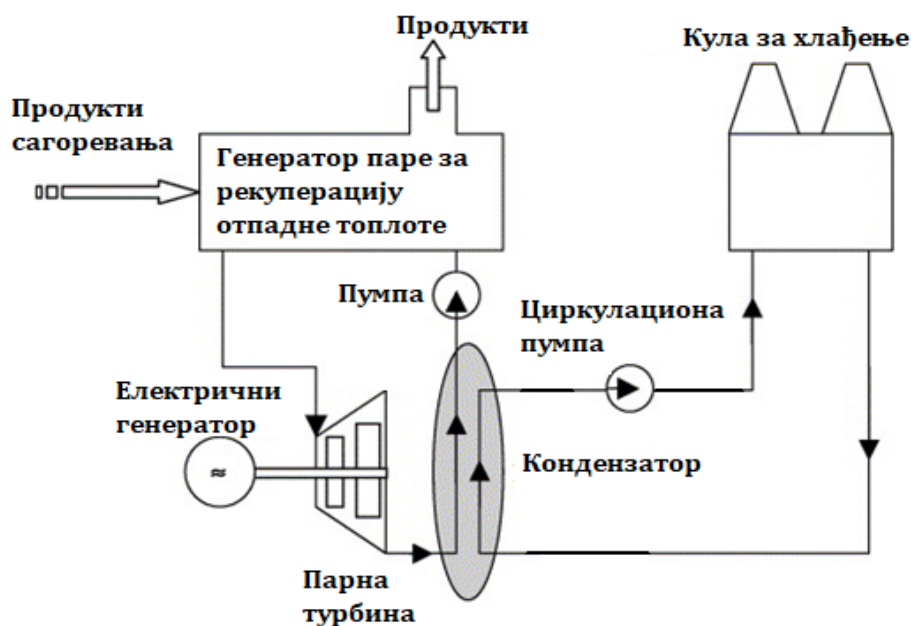 Продукти
Кула за хлађење
Продукти
сагоревања
Генератор паре за
рекуперацију
отпадне топлоте
Пумпа
Циркулациона
пумпа
Електрични
генератор
≈
Кондензатор
Парна
турбина